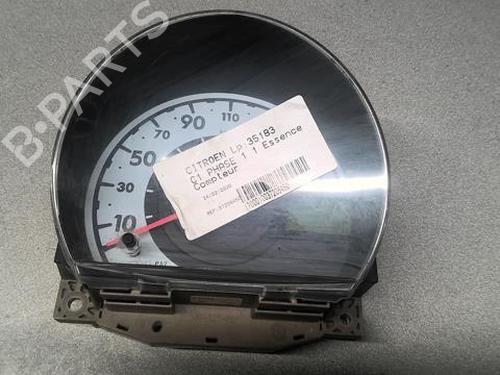 B-PARTS
90
110
70
50
30
10
CITROEN Lp:35183
C1 PHASE 1 1 Essence
Compteur